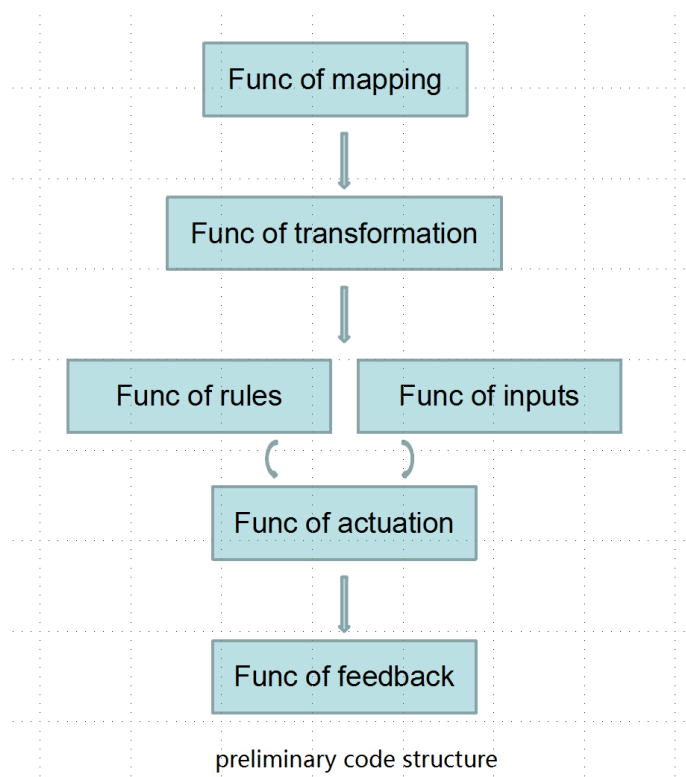 Func of mapping
Func of transformation
Func of rules
Func of inputs
Func of actuation
Func of feedback
preliminary code structure